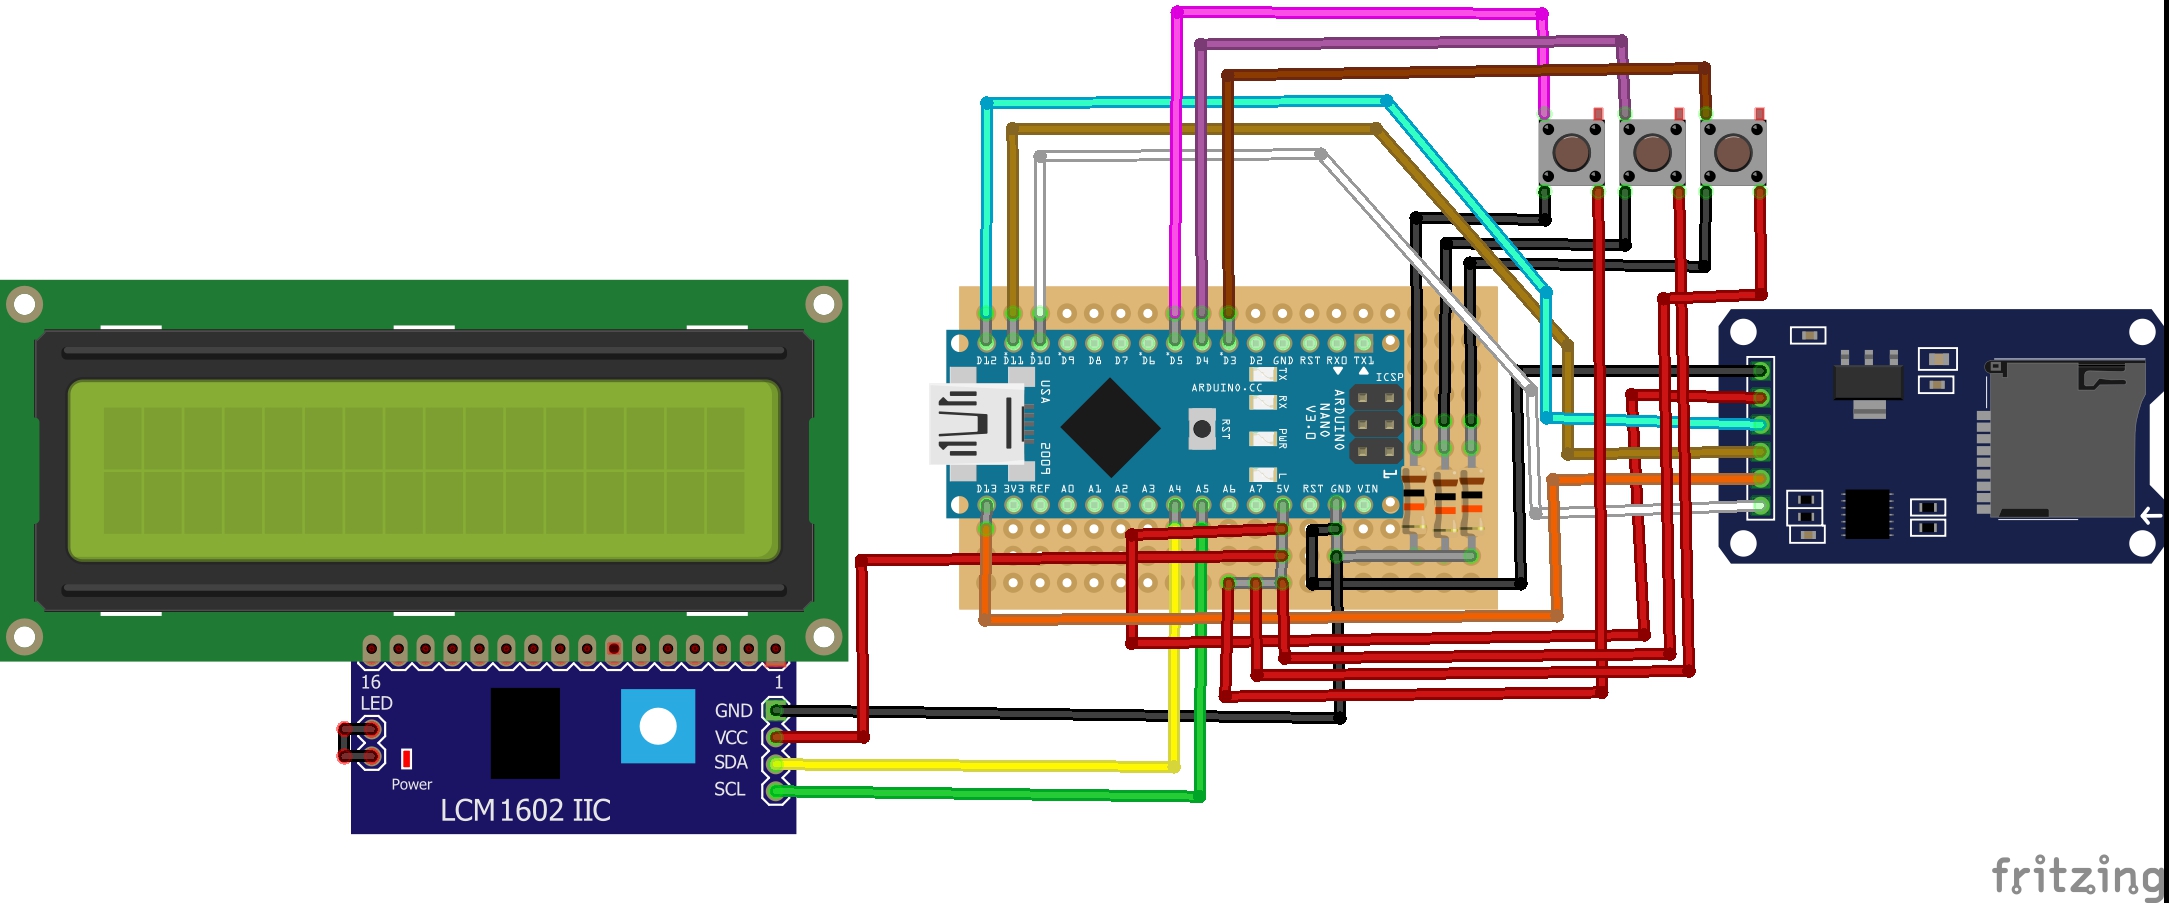 D12 D11 D10 D9 D8 D7 D6 D5 D4 D3 D2 GND RST RX0 TX1
USA
2009
ARDUINO.CC
RST
TX
RX
PWR
L
ICSP
ARDUINO
NANO
V3.0
1
D13 3V3 REF A0 A1 A2 A3 A4 A5 A6 A7 5V RST GND VIN
16
1
LED
GND
VCC
SDA
SCL
Power
LCM1602 IIC
fritzing